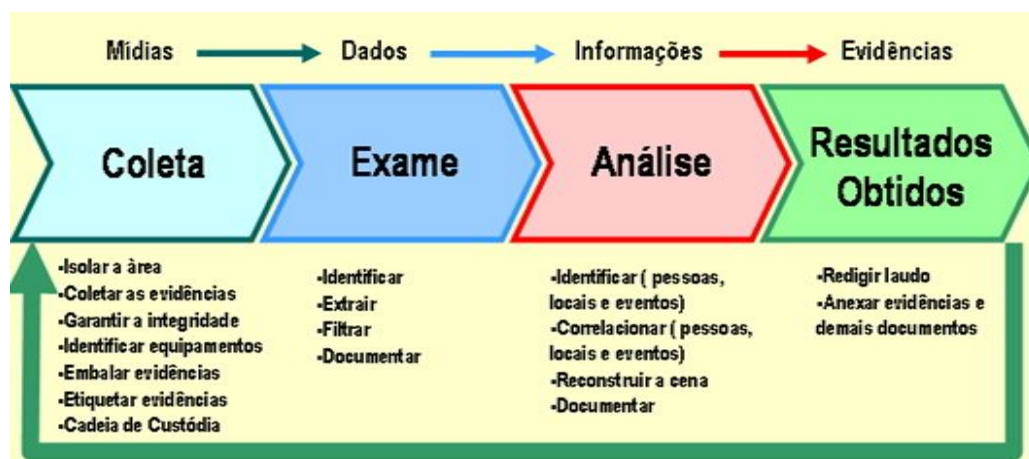 Mídias Dados Informações Evidências
Coleta
Exame
Análise
Resultados
Obtidos
-Isolar a àrea
-Coletar as evidências
-Garantir a integridade
-Identificar equipamentos
-Embalar evidências
-Etiquetar evidências
-Cadeia de Custódia
-Identificar
-Extrair
-Filtrar
-Documentar
-Identificar ( pessoas,
locais e eventos)
-Correlacionar ( pessoas,
locais e eventos)
-Reconstruir a cena
-Documentar
-Redigir laudo
-Anexar evidências e
demais documentos